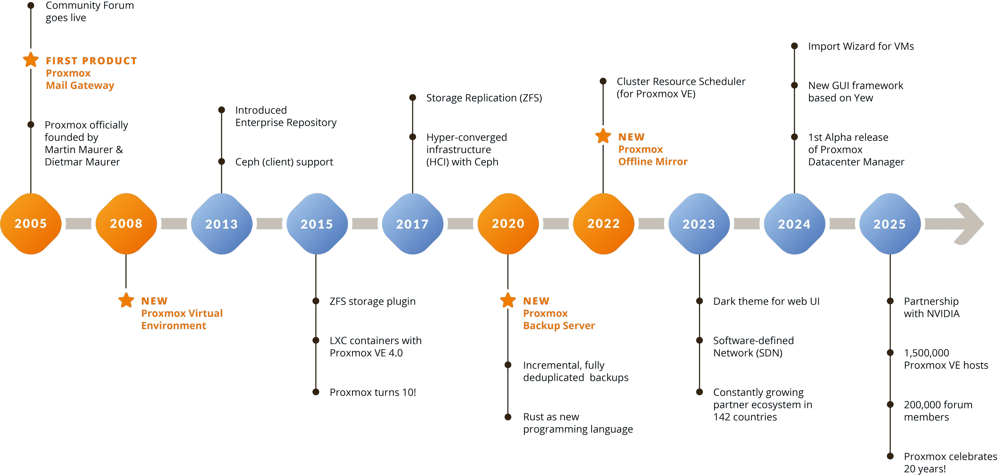 Community Forum
goes live
FIRST PRODUCT
Proxmox
Mail Gateway
Proxmox officially
founded by
Martin Maurer &
Dietmar Maurer
Introduced
Enterprise Repository
Ceph (client) support
Storage Replication (ZFS)
Hyper-converged
infrastructure
(HCI) with Ceph
Cluster Resource Scheduler
(for Proxmox VE)
NEW
Proxmox
Offline Mirror
Import Wizard for VMs
New GUI framework
based on Yew
1st Alpha release
of Proxmox
Datacenter Manager
2005
2008
2013
2015
2017
2020
2022
2023
2024
2025
NEW
Proxmox Virtual
Environment
ZFS storage plugin
LXC containers with
Proxmox VE 4.0
Proxmox turns 10!
NEW
Proxmox
Backup Server
Incremental, fully
deduplicated  backups
Rust as new
programming language
Dark theme for web UI
Software-defined
Network (SDN)
Constantly growing
partner ecosystem in
142 countries
Partnership
with NVIDIA
1,500,000
Proxmox VE hosts
200,000 forum
members
Proxmox celebrates
20 years!